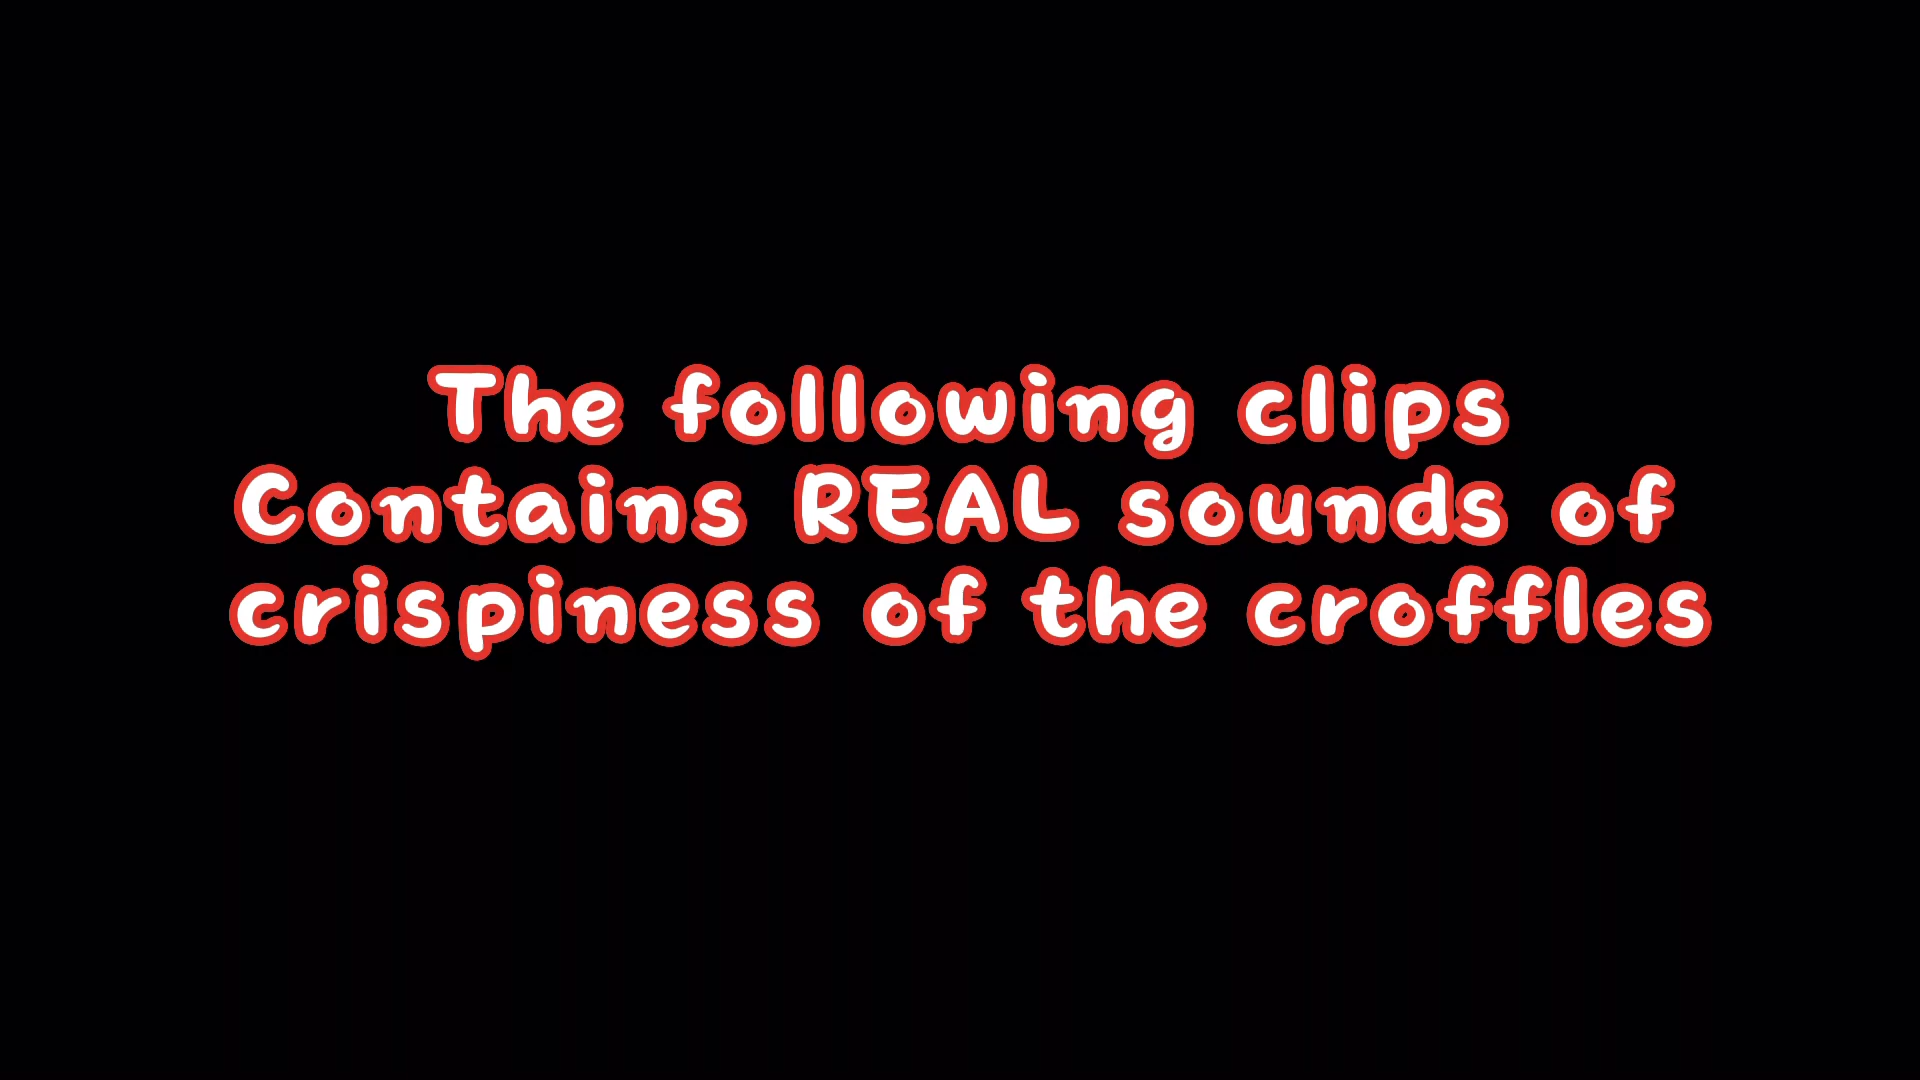 The following clips
Contains REAL sounds of
crispiness of the croffles